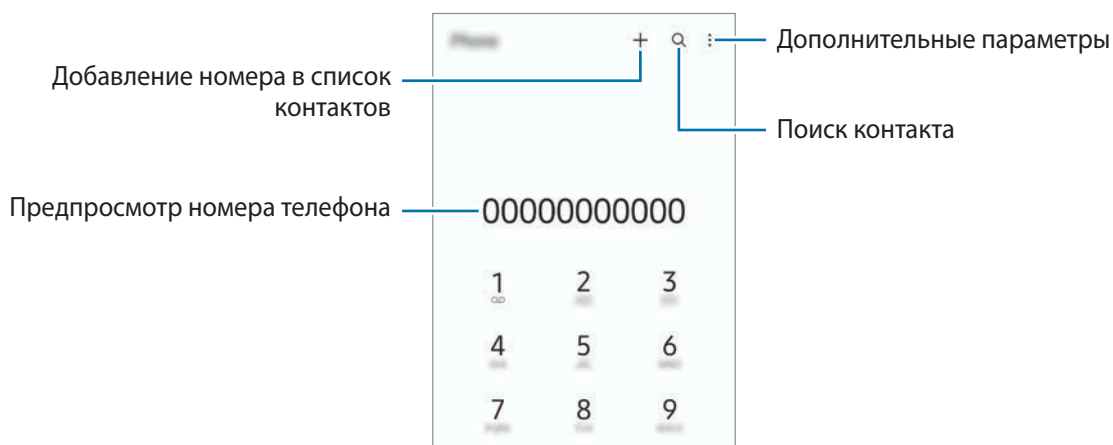 Дополнительные параметры
Добавление номера в список
контактов
Поиск контакта
Предпросмотр номера телефона
00000000000
1 2 3
4 5 6
7 8 9